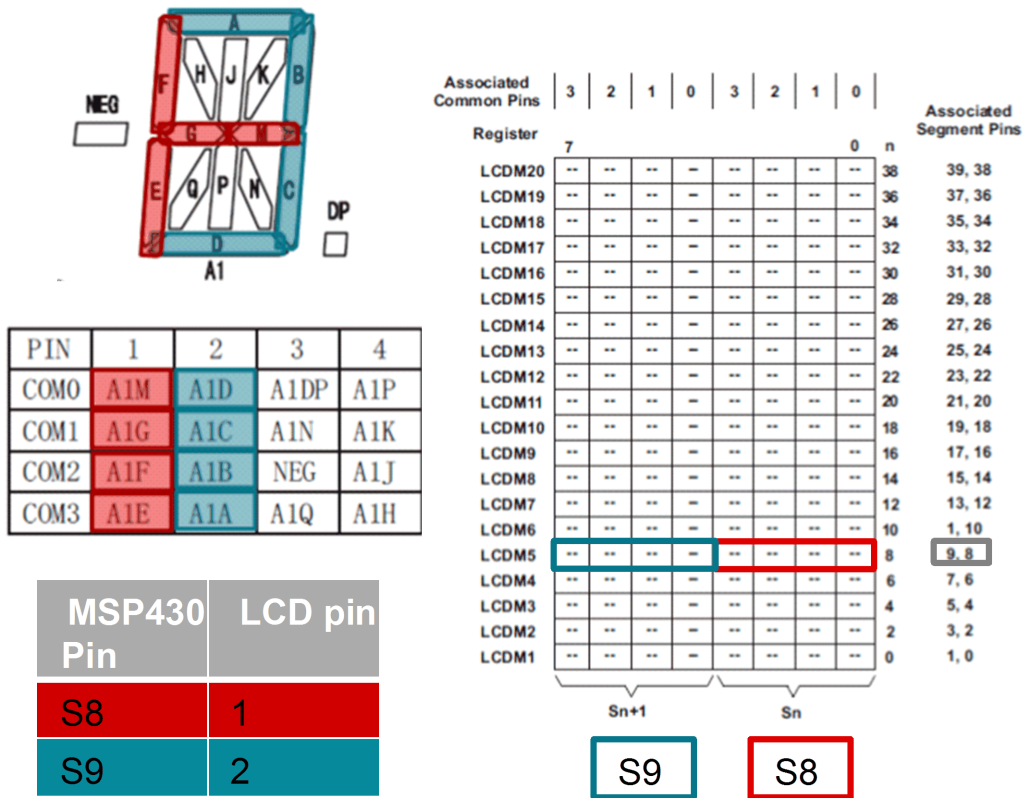 A
F
H
J
K
B
NEG
G
M
E
Q
P
N
C
DP
D
A1
PIN 1 2 3 4
COM0 A1M A1D A1DP A1P
COM1 A1G A1C A1N A1K
COM2 A1F A1B NEG A1J
COM3 A1E A1A A1Q A1H
MSP430 LCD pin
Pin
S8 1
S9 2
Associated
Common Pins 3 2 1 0 3 2 1 0
Associated
Segment Pins
Register 7 0 n
LCDM20 -- -- -- -- -- -- -- -- 38 39, 38
LCDM19 -- -- -- -- -- -- -- -- 36 37, 36
LCDM18 -- -- -- -- -- -- -- -- 34 35, 34
LCDM17 -- -- -- -- -- -- -- -- 32 33, 32
LCDM16 -- -- -- -- -- -- -- -- 30 31, 30
LCDM15 -- -- -- -- -- -- -- -- 28 29, 28
LCDM14 -- -- -- -- -- -- -- -- 26 27, 26
LCDM13 -- -- -- -- -- -- -- -- 24 25, 24
LCDM12 -- -- -- -- -- -- -- -- 22 23, 22
LCDM11 -- -- -- -- -- -- -- -- 20 21, 20
LCDM10 -- -- -- -- -- -- -- -- 18 19, 18
LCDM9 -- -- -- -- -- -- -- -- 16 17, 16
LCDM8 -- -- -- -- -- -- -- -- 14 15, 14
LCDM7 -- -- -- -- -- -- -- -- 12 13, 12
LCDM6 -- -- -- -- -- -- -- -- 10 1, 10
LCDM5 -- -- -- -- -- -- -- -- 8 9, 8
LCDM4 -- -- -- -- -- -- -- -- 6 7, 6
LCDM3 -- -- -- -- -- -- -- -- 4 5, 4
LCDM2 -- -- -- -- -- -- -- -- 2 3, 2
LCDM1 -- -- -- -- -- -- -- -- 0 1, 0
Sn+1 Sn
S9 S8